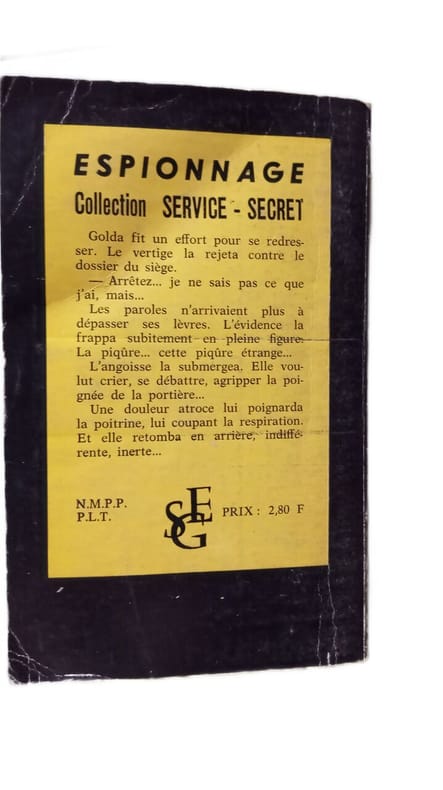 ESPIONNAGE
Collection SERVICE - SECRET
Golda fit un effort pour se redres-
ser. Le vertige la rejeta contre le
dossier du siège.
— Arrêtez... je ne sais pas ce que
j'ai, mais...
Les paroles n'arrivaient plus à
dépasser ses lèvres. L'évidence la
frappa subitement en pleine figure.
La piqûre... cette piqûre étrange...
L'angoisse la submergea. Elle vou-
lut crier, se débattre, agripper la poi-
gnée de la portière...
Une douleur atroce lui poignarda
la poitrine, lui coupant la respiration.
Et elle retomba en arrière, indiffé-
rente, inerte...
N.M.P.P.
P.L.T.
SEG
PRIX : 2,80 F